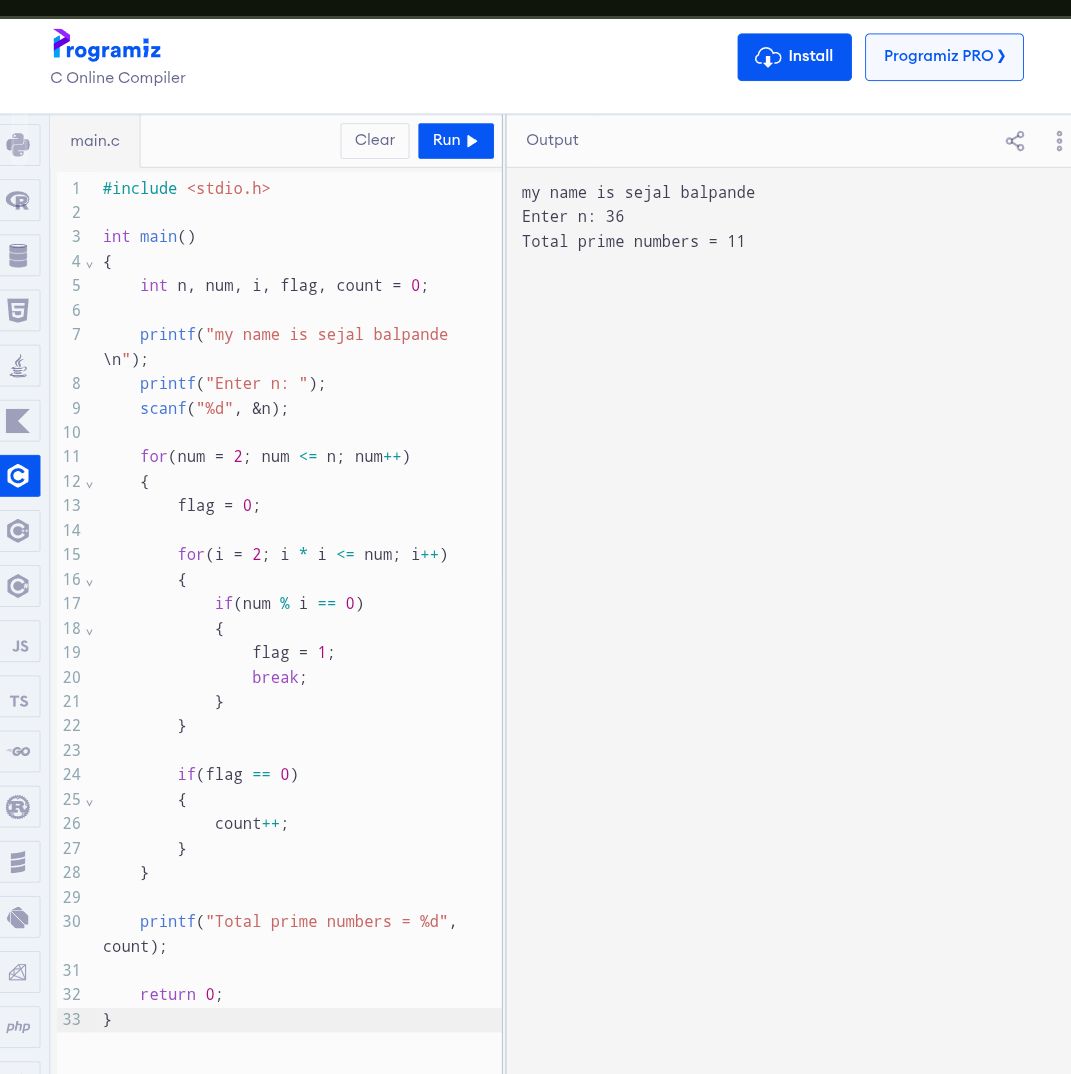 Programiz
C Online Compiler
Install
Programiz PRO ❯
main.c
Clear
Run
Output
1 #include <stdio.h>
2
3 int main()
4 {
5     int n, num, i, flag, count = 0;
6
7     printf("my name is sejal balpande
\n");
8     printf("Enter n: ");
9     scanf("%d", &n);
10
11     for(num = 2; num <= n; num++)
12     {
13         flag = 0;
14
15         for(i = 2; i * i <= num; i++)
16         {
17             if(num % i == 0)
18             {
19                 flag = 1;
20                 break;
21             }
22         }
23
24         if(flag == 0)
25         {
26             count++;
27         }
28     }
29
30     printf("Total prime numbers = %d",
count);
31
32     return 0;
33 }
my name is sejal balpande
Enter n: 36
Total prime numbers = 11
R
5
C
C
C
JS
TS
GO
R
php